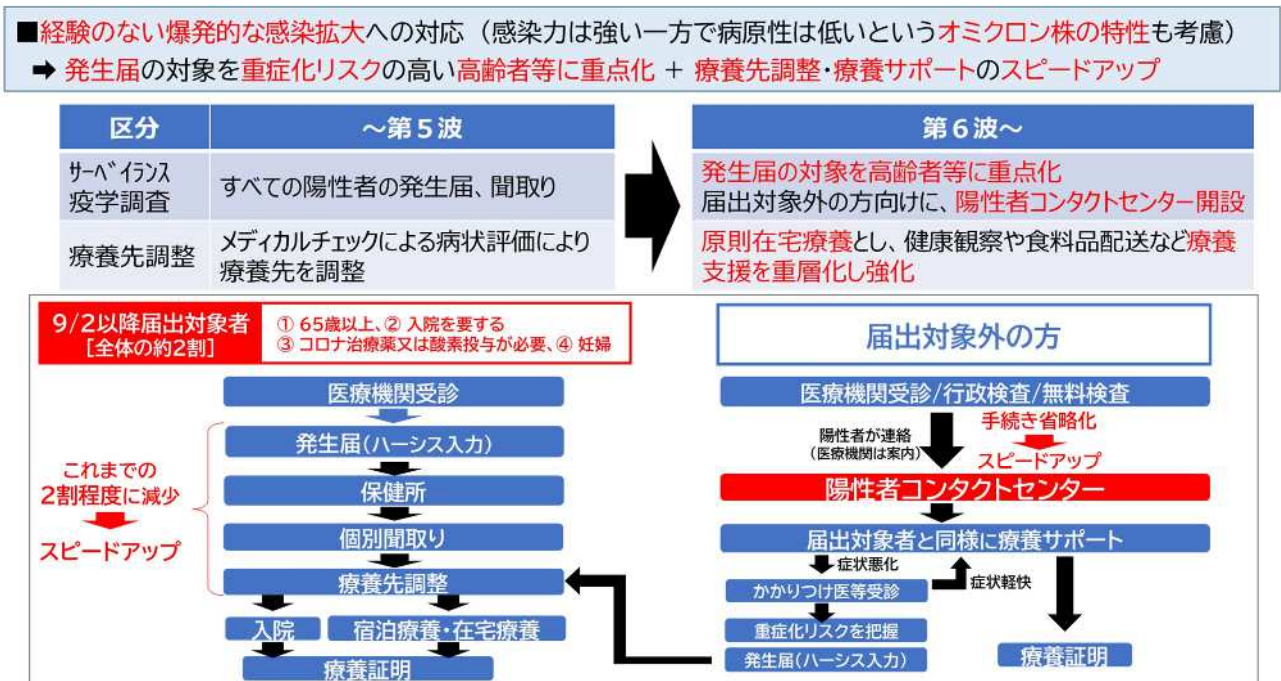 ■経験のない爆発的な感染拡大への対応（感染力は強い一方で病原性は低いというオミクロン株の特性も考慮）
➡ 発生届の対象を重症化リスクの高い高齢者等に重点化 ＋ 療養先調整･療養サポートのスピードアップ
区分
～第５波
第６波～
ｻｰﾍﾞｲﾗﾝｽ
疫学調査
すべての陽性者の発生届、聞取り
発生届の対象を高齢者等に重点化
届出対象外の方向けに、陽性者コンタクトセンター開設
療養先調整
メディカルチェックによる病状評価により
療養先を調整
原則在宅療養とし、健康観察や食料品配送など療養
支援を重層化し強化
9/2以降届出対象者
[全体の約2割]
① 65歳以上、② 入院を要する
③ コロナ治療薬又は酸素投与が必要、④ 妊婦
医療機関受診
発生届(ハーシス入力)
保健所
個別聞取り
療養先調整
これまでの
2割程度に減少
スピードアップ
入院
宿泊療養･在宅療養
療養証明
届出対象外の方
医療機関受診/行政検査/無料検査
陽性者が連絡
(医療機関は案内)
手続き省略化
スピードアップ
陽性者コンタクトセンター
届出対象者と同様に療養サポート
症状悪化
かかりつけ医等受診
症状軽快
重症化リスクを把握
発生届(ハーシス入力)
療養証明